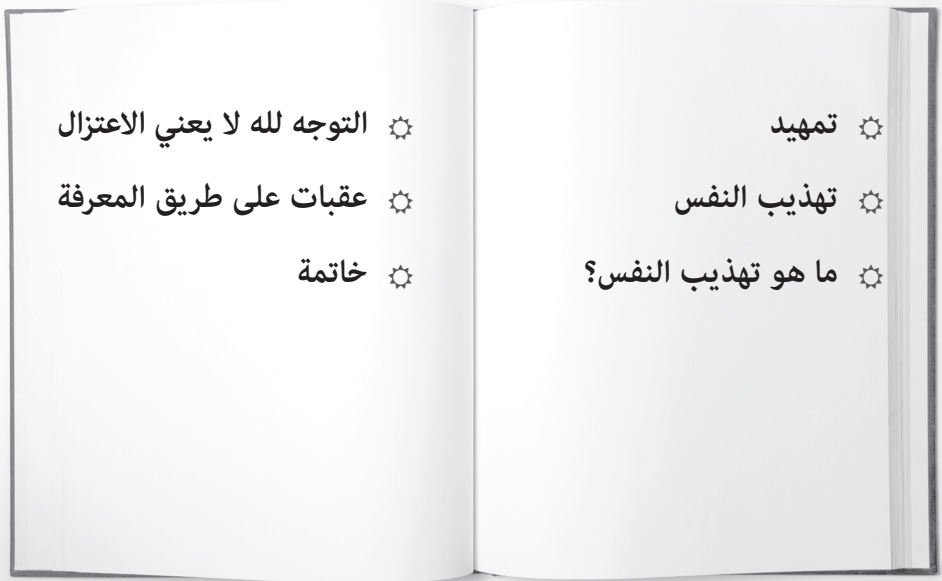 تمهيد
تهذيب النفس
ما هو تهذيب النفس؟
التوجه لله لا يعني الاعتزال
عقبات على طريق المعرفة
خاتمة